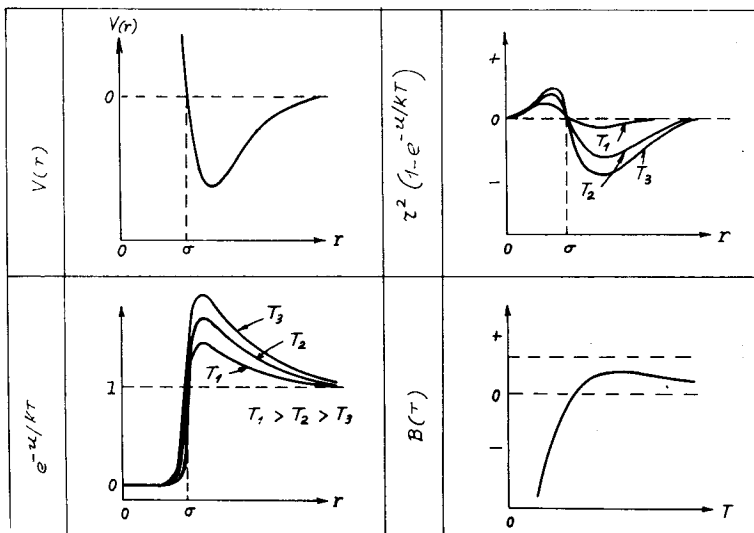 V(r)
V(r)
0
0
σ
r
r² (1-e^-u/KT)
+
0
−
T₁
T₂
T₃
0
σ
r
e^-u/KT
1
0
T₃
T₂
T₁
T₁ > T₂ > T₃
0
σ
r
B(T)
+
0
−
0
T